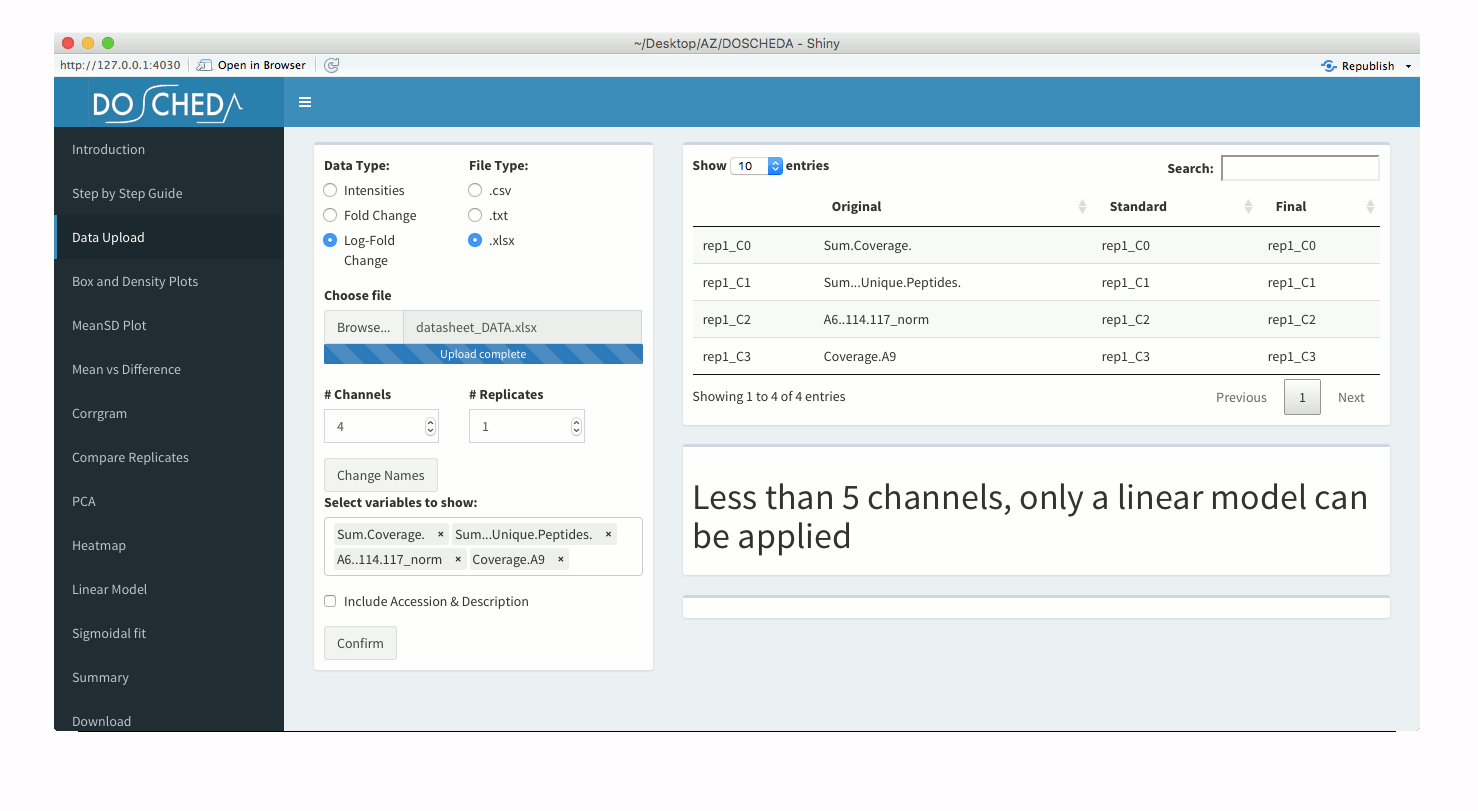 ~/Desktop/AZ/DOSCHEDA - Shiny
http://127.0.0.1:4030 Open in Browser Republish
DOSCHEDA
Introduction
Step by Step Guide
Data Upload
Box and Density Plots
MeanSD Plot
Mean vs Difference
Corrgram
Compare Replicates
PCA
Heatmap
Linear Model
Sigmoidal fit
Summary
Download
Data Type: File Type:
Intensities .csv
Fold Change .txt
Log-Fold .xlsx
Change
Choose file
Browse... datasheet_DATA.xlsx
Upload complete
# Channels # Replicates
4 1
Change Names
Select variables to show:
Sum.Coverage. × Sum...Unique.Peptides. ×
A6..114.117_norm × Coverage.A9 ×
Include Accession & Description
Confirm
Show 10 entries Search:
Original Standard Final
rep1_C0 Sum.Coverage. rep1_C0 rep1_C0
rep1_C1 Sum...Unique.Peptides. rep1_C1 rep1_C1
rep1_C2 A6..114.117_norm rep1_C2 rep1_C2
rep1_C3 Coverage.A9 rep1_C3 rep1_C3
Showing 1 to 4 of 4 entries Previous 1 Next
Less than 5 channels, only a linear model can
be applied